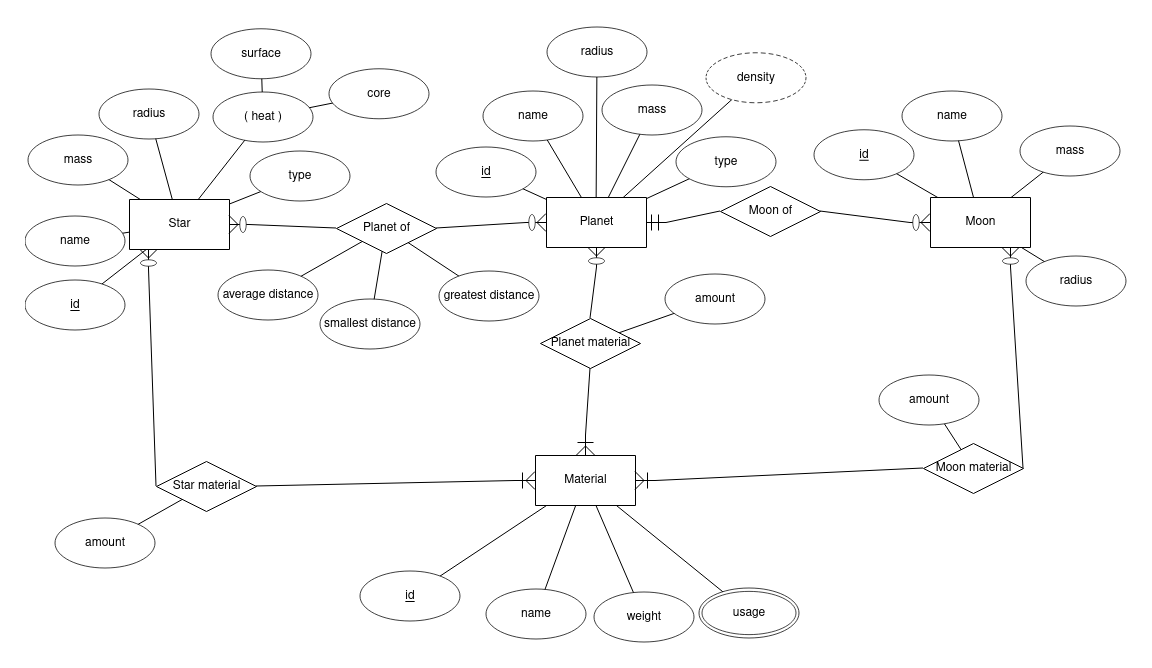 surface
radius
( heat )
core
mass
type
Star
name
id
radius
density
name
mass
id
type
Planet
Planet of
average distance
smallest distance
greatest distance
Moon of
name
id
mass
Moon
radius
amount
Planet material
amount
Moon material
Material
Star material
amount
id
name
weight
usage